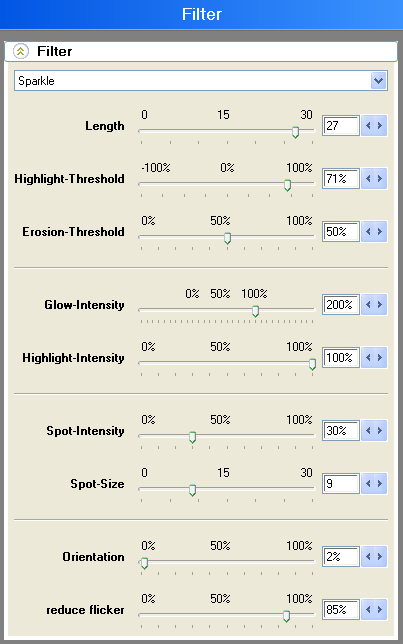 Filter
Filter
Sparkle
0 15 30
Length 27
-100% 0% 100%
Highlight-Threshold 71%
0% 50% 100%
Erosion-Threshold 50%
0% 50% 100%
Glow-Intensity 200%
0% 50% 100%
Highlight-Intensity 100%
0% 50% 100%
Spot-Intensity 30%
0 15 30
Spot-Size 9
0% 50% 100%
Orientation 2%
0% 50% 100%
reduce flicker 85%